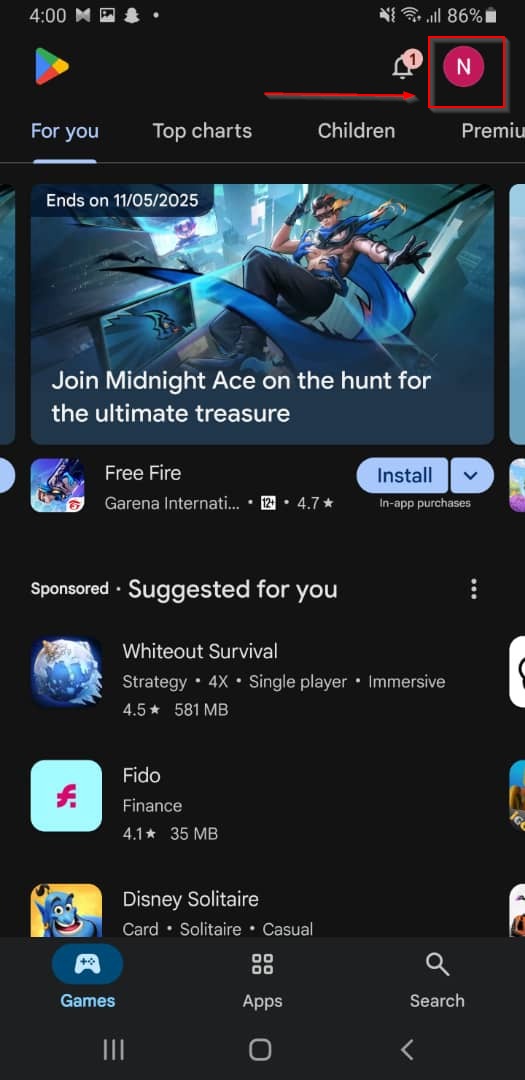 4:00 86%
1
N
For you Top charts Children Premiu
Ends on 11/05/2025
Join Midnight Ace on the hunt for
the ultimate treasure
Free Fire
Garena Internati... • 12+ • 4.7★
Install
In-app purchases
Sponsored · Suggested for you
Whiteout Survival
Strategy • 4X • Single player • Immersive
4.5★ 581 MB
Fido
Finance
4.1★ 35 MB
Disney Solitaire
Card • Solitaire • Casual
Games Apps Search